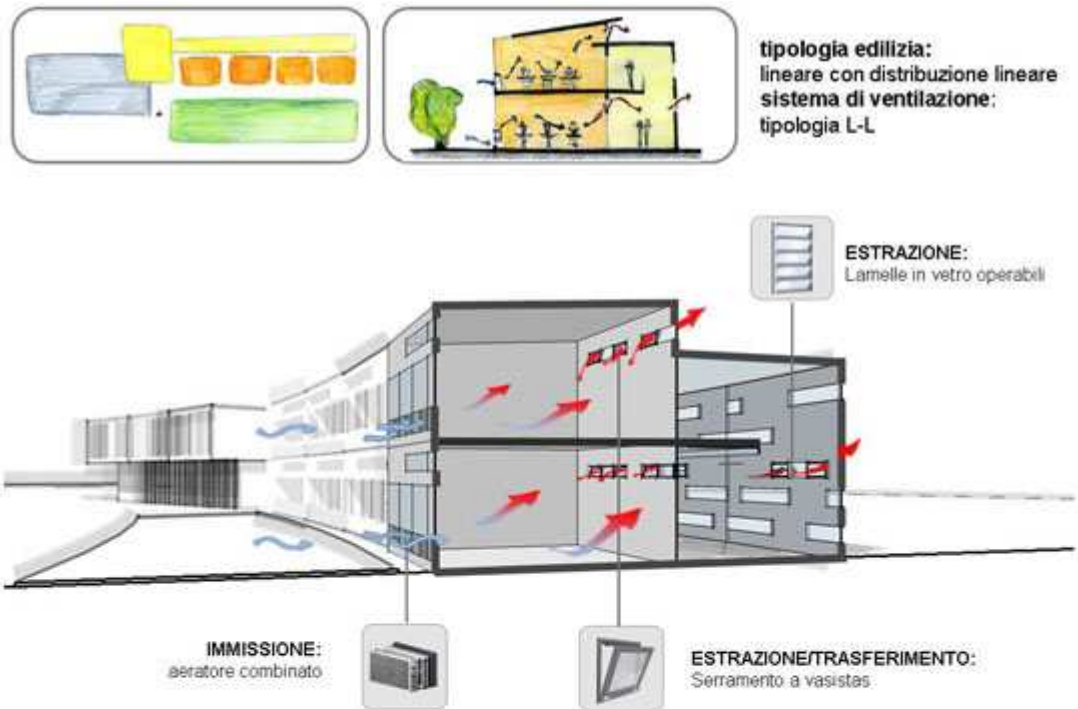 tipologia edilizia:
lineare con distribuzione lineare
sistema di ventilazione:
tipologia L-L
ESTRAZIONE:
Lamelle in vetro operabili
IMMISSIONE:
aeratore combinato
ESTRAZIONE/TRASFERIMENTO:
Serramento a vasistas